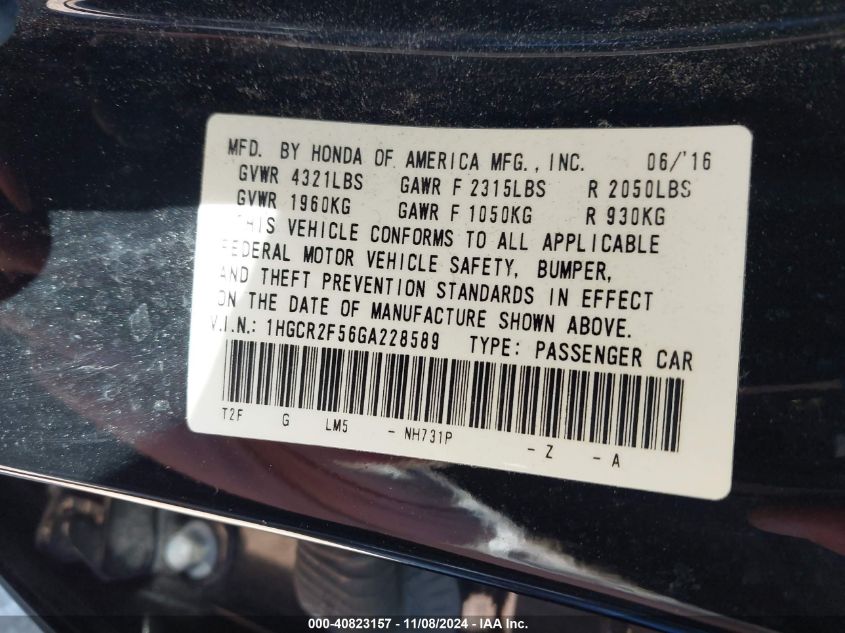 MFD. BY HONDA OF AMERICA MFG., INC. 06/'16
GVWR 4321LBS GAWR F 2315LBS R 2050LBS
GVWR 1960KG GAWR F 1050KG R 930KG
THIS VEHICLE CONFORMS TO ALL APPLICABLE
FEDERAL MOTOR VEHICLE SAFETY, BUMPER,
AND THEFT PREVENTION STANDARDS IN EFFECT
ON THE DATE OF MANUFACTURE SHOWN ABOVE.
V.I.N.: 1HGCR2F56GA228589 TYPE: PASSENGER CAR
T2F G LM5 - NH731P - Z - A
000-40823157 - 11/08/2024 - IAA Inc.